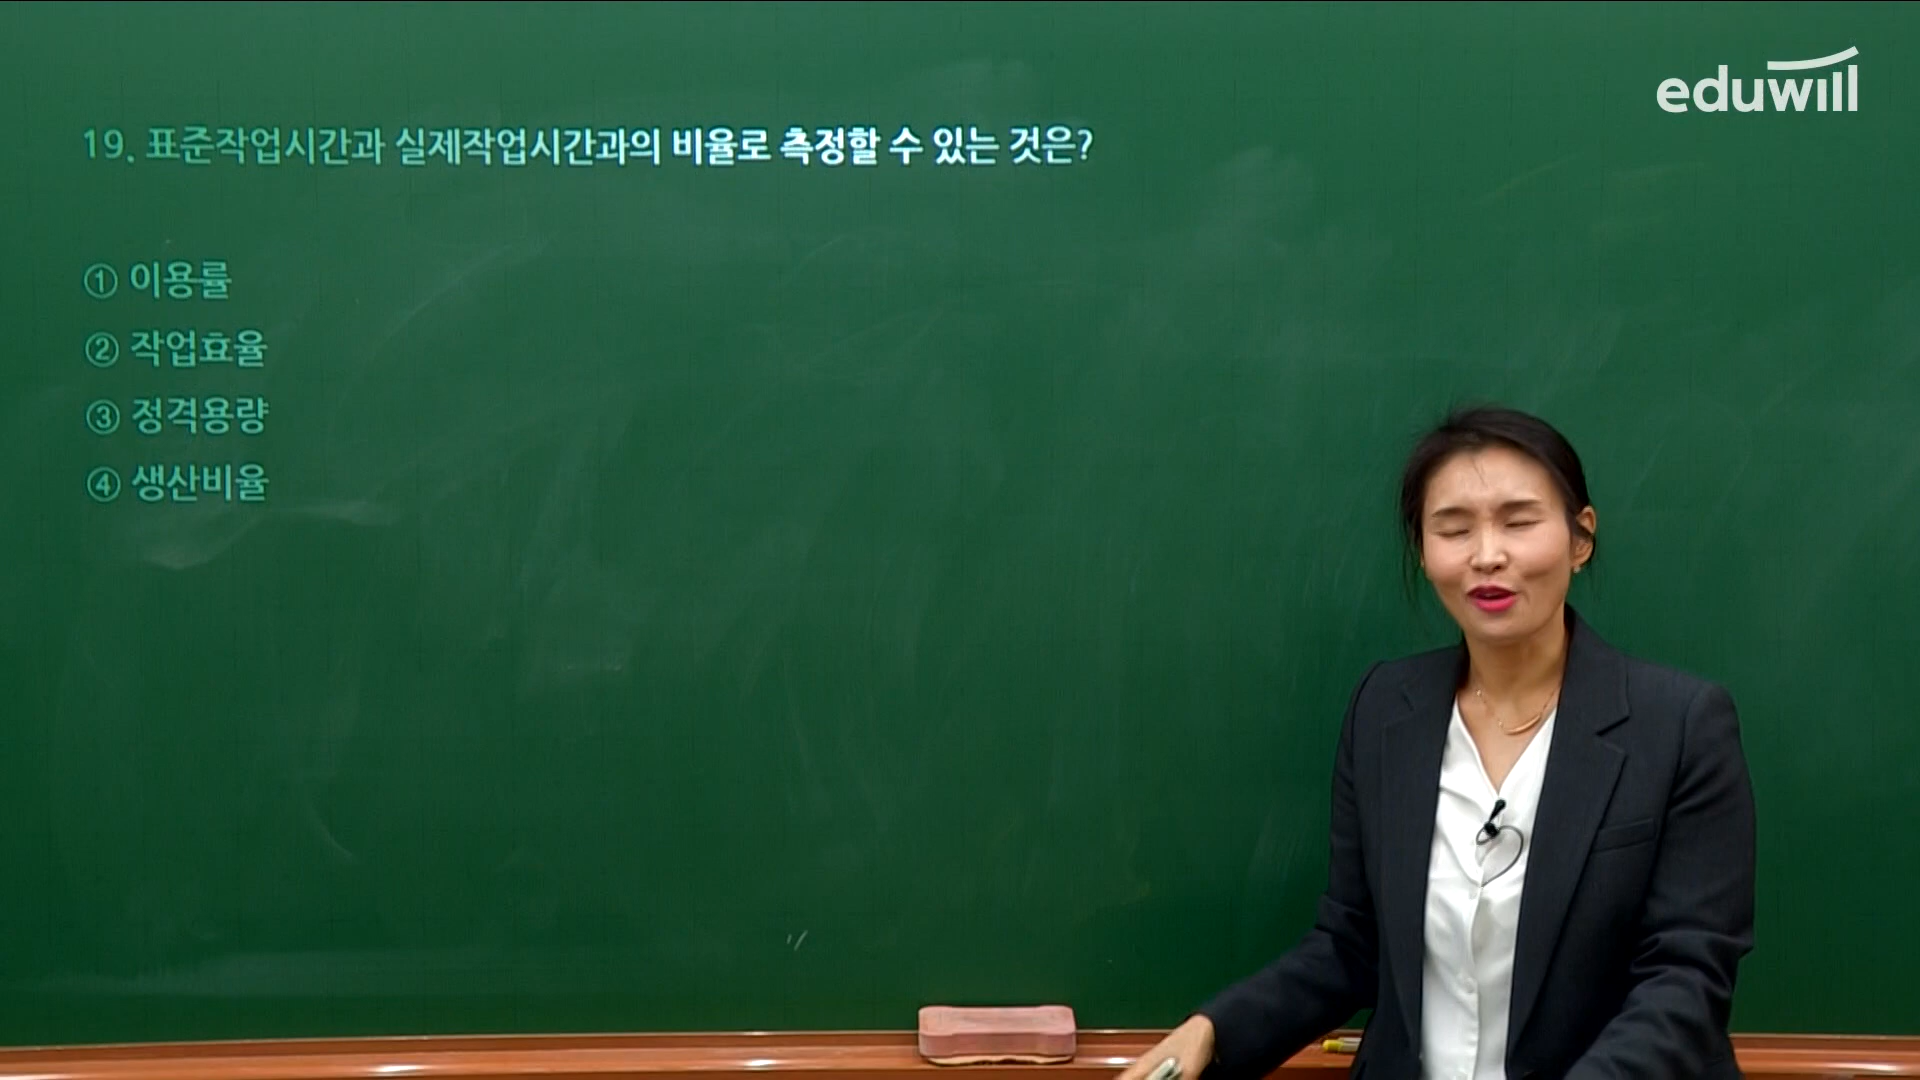 eduwill
19. 표준작업시간과 실제작업시간과의 비율로 측정할 수 있는 것은?
① 이용률
② 작업효율
③ 정격용량
④ 생산비율